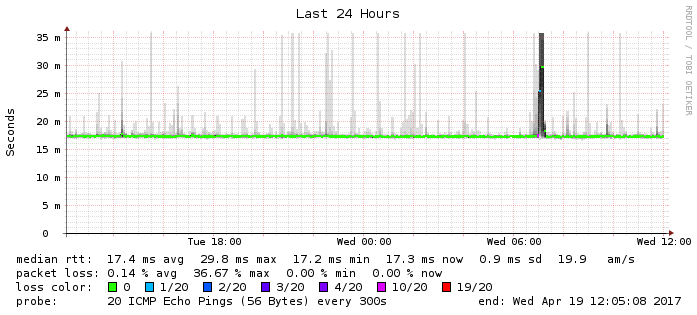 Last 24 Hours
RRDTOOL / TOBI OETIKER
Seconds
35 m
30 m
25 m
20 m
15 m
10 m
5 m
0
Tue 18:00 Wed 00:00 Wed 06:00 Wed 12:00
median rtt: 17.4 ms avg 29.8 ms max 17.2 ms min 17.3 ms now 0.9 ms sd 19.9 am/s
packet loss: 0.14 % avg 36.67 % max 0.00 % min 0.00 % now
loss color: 0 1/20 2/20 3/20 4/20 10/20 19/20
probe: 20 ICMP Echo Pings (56 Bytes) every 300s end: Wed Apr 19 12:05:08 2017